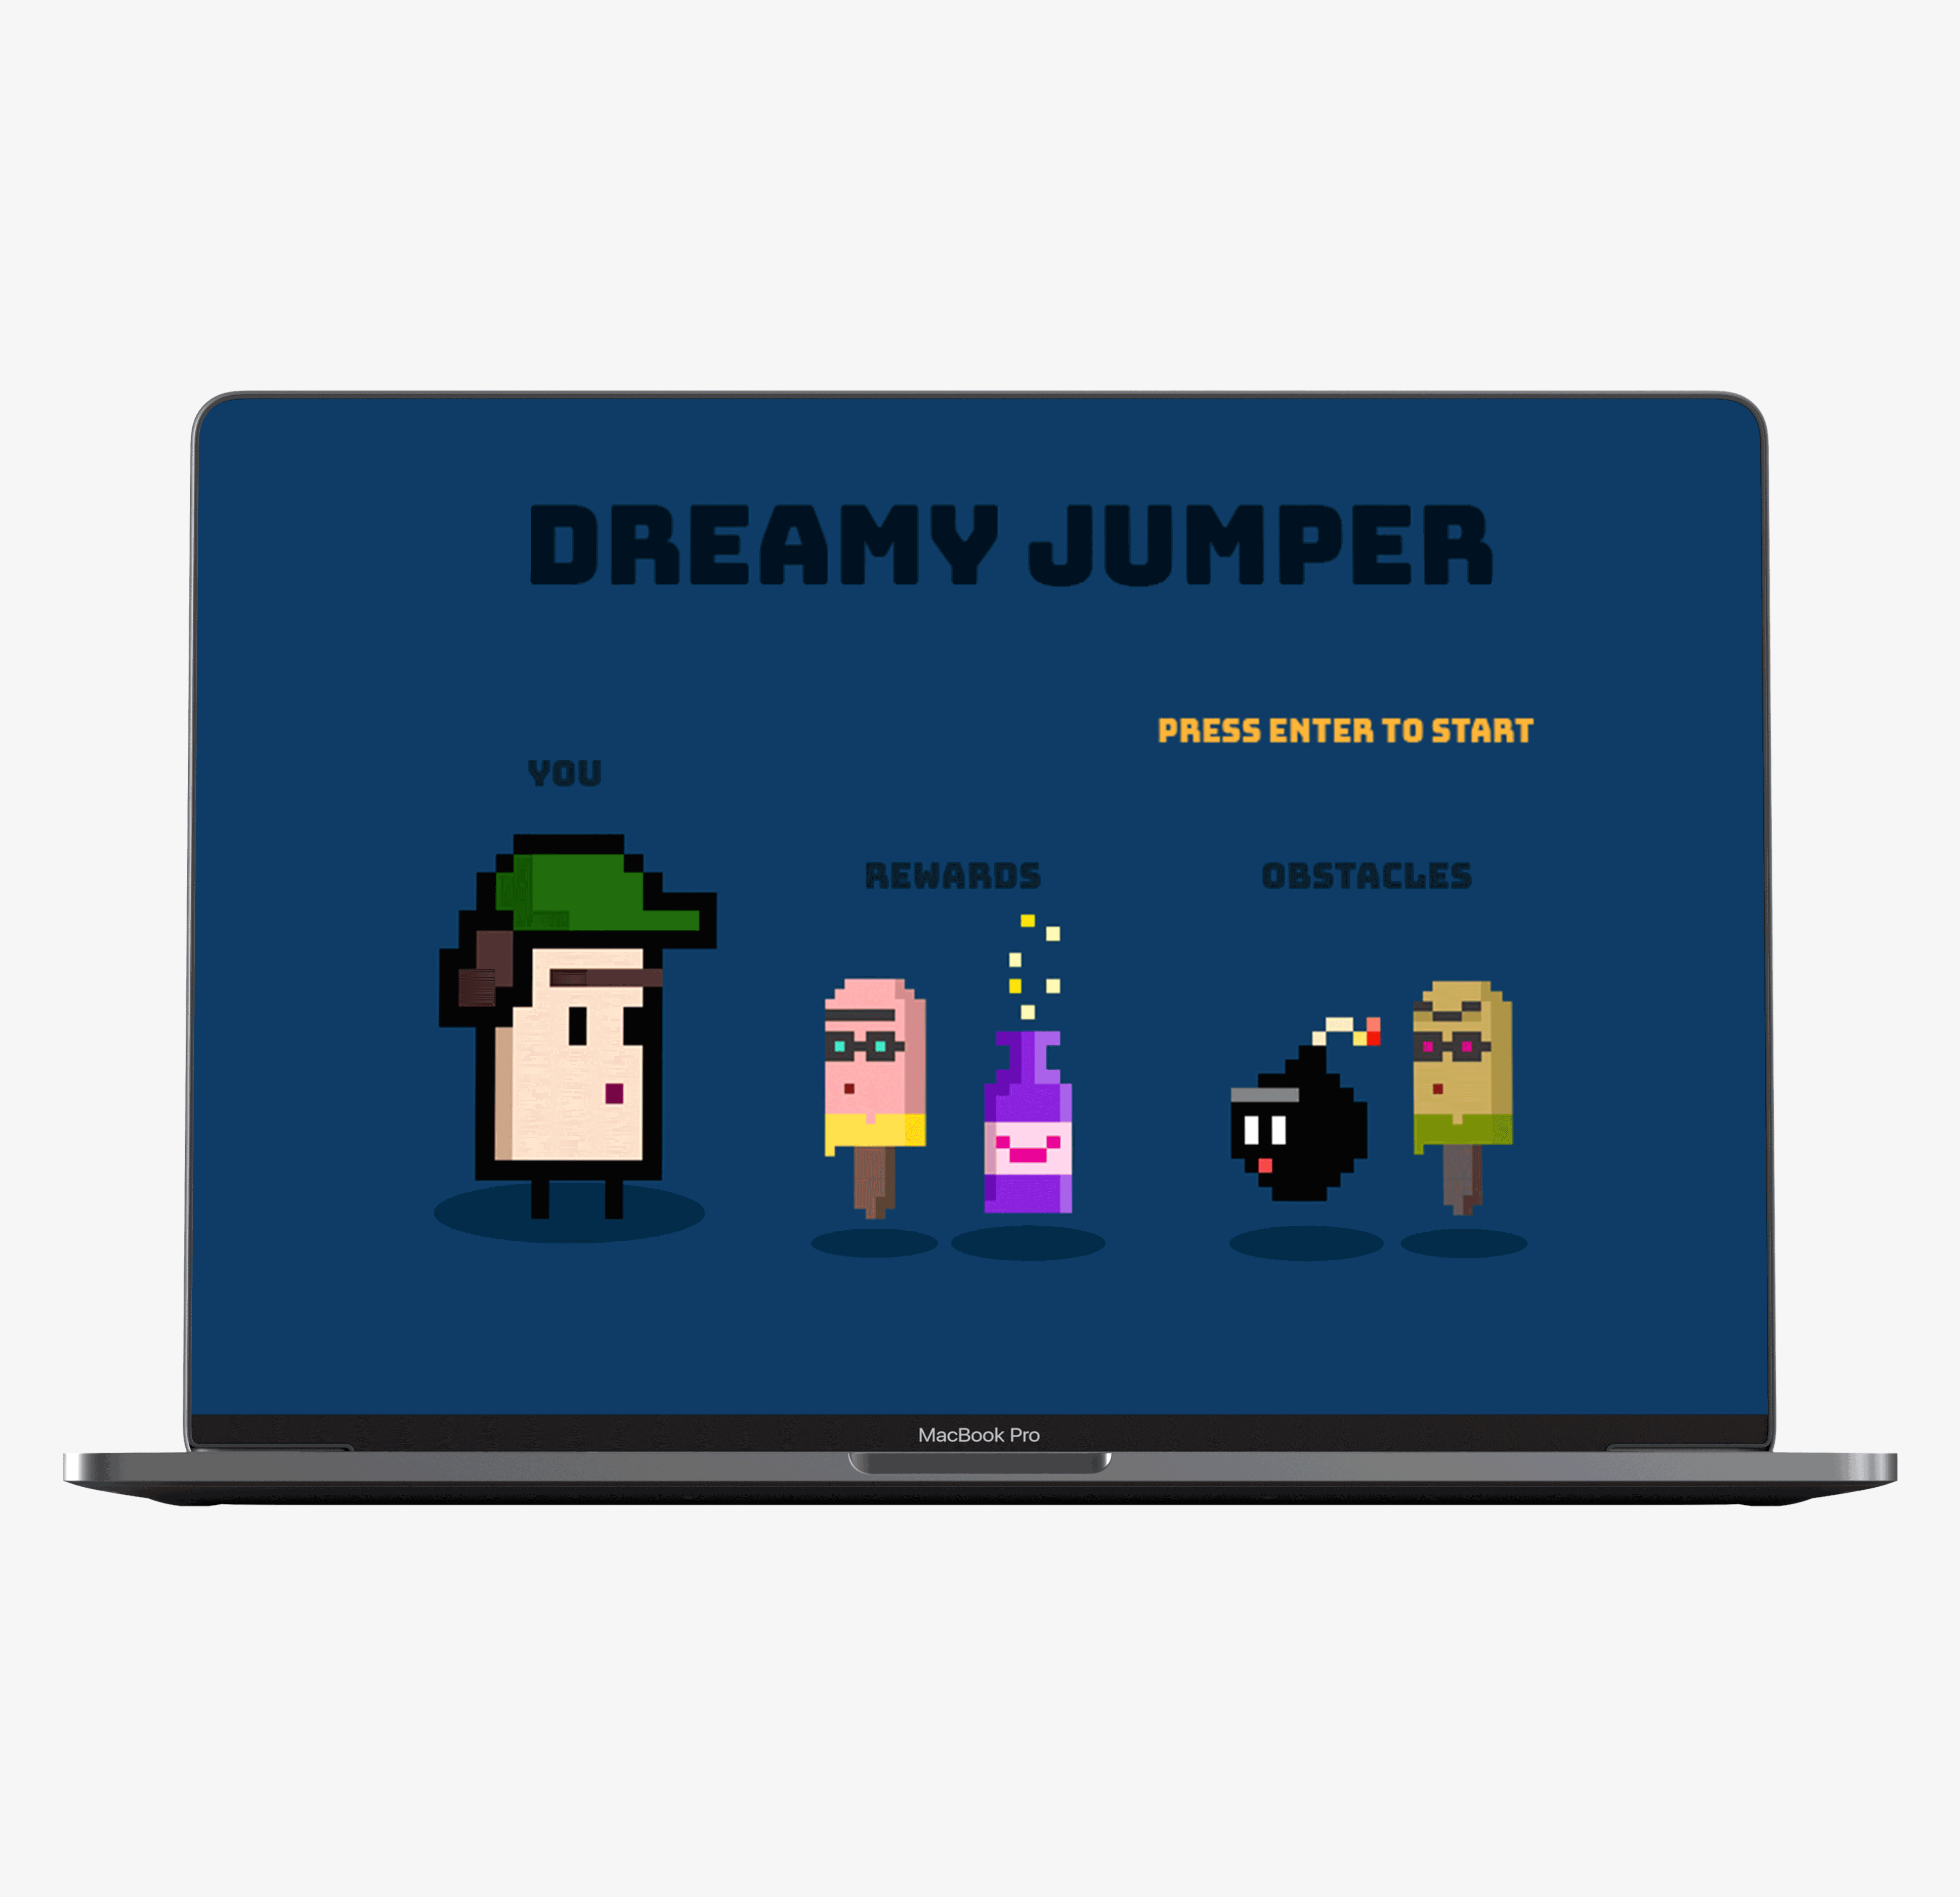 DREAMY JUMPER
PRESS ENTER TO START
YOU
REWARDS
OBSTACLES
MacBook Pro